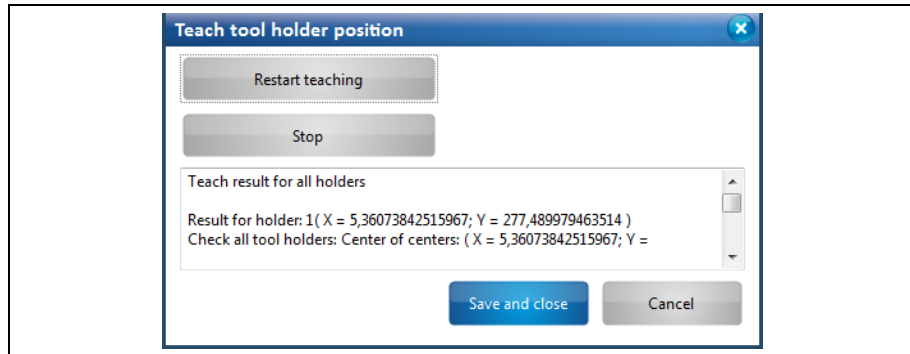 Teach tool holder position
Restart teaching
Stop
Teach result for all holders
Result for holder: 1( X = 5,36073842515967; Y = 277,489979463514 )
Check all tool holders: Center of centers: ( X = 5,36073842515967; Y =
Save and close
Cancel